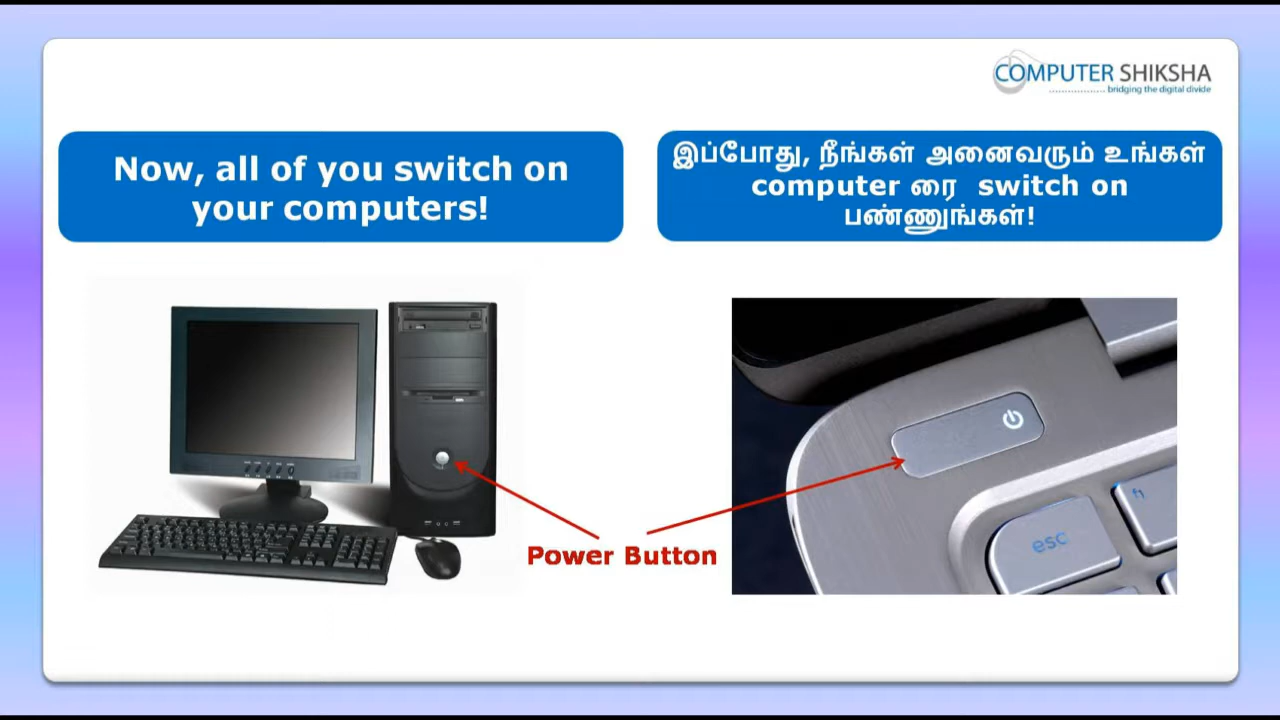 COMPUTER SHIKSHA
bridging the digital divide
Now, all of you switch on
your computers!
இப்போது, நீங்கள் அனைவரும் உங்கள்
computer ரை switch on
பண்ணுங்கள்!
Power Button
esc
f1